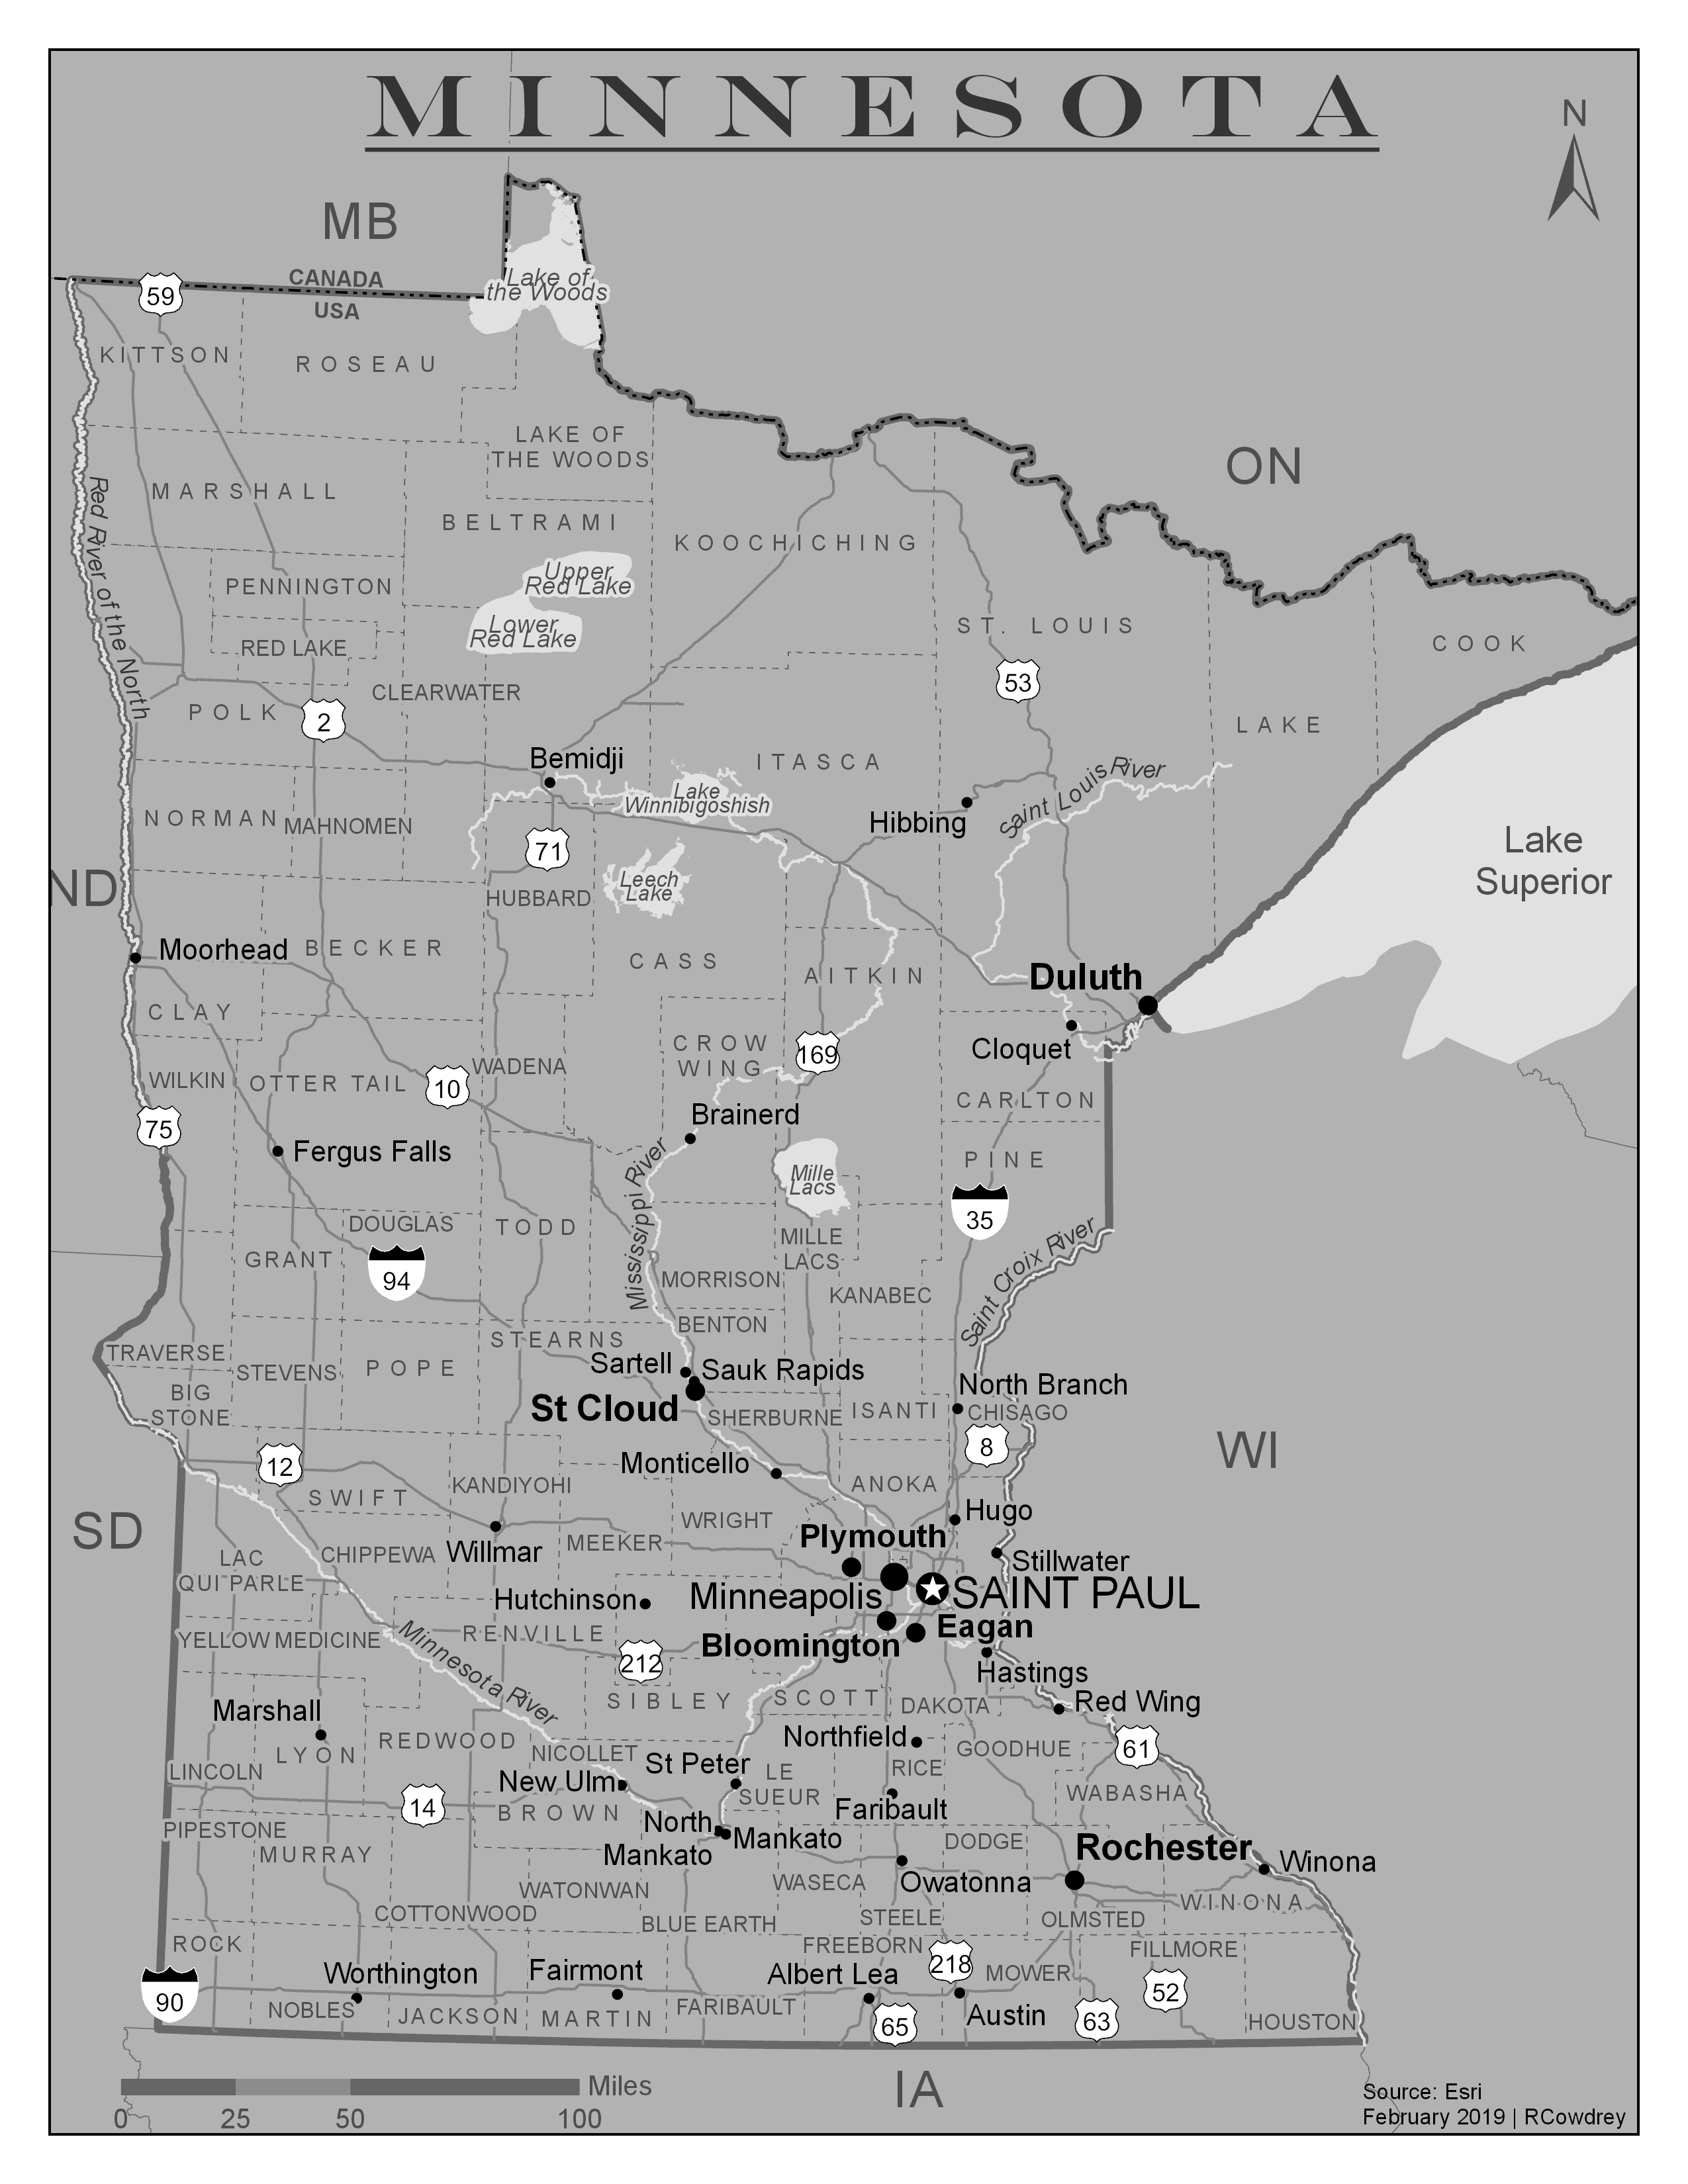 MINNESOTA
N
MB
CANADA
USA
Lake of
the Woods
59
KITTSON
ROSEAU
LAKE OF
THE WOODS
ON
Red River of the North
MARSHALL
BELTRAMI
KOOCHICHING
Upper
Red Lake
PENNINGTON
Lower
Red Lake
ST. LOUIS
COOK
RED LAKE
53
CLEARWATER
POLK
2
LAKE
Bemidji
ITASCA
Saint Louis River
Lake
Winnibigoshish
NORMAN
MAHNOMEN
Hibbing
71
Lake
Superior
ND
Leech
Lake
HUBBARD
Moorhead
BECKER
CASS
AITKIN
Duluth
CLAY
CROW
WING
169
Cloquet
WADENA
WILKIN
OTTER TAIL
10
CARLTON
75
Brainerd
Fergus Falls
Mississippi River
Mille
Lacs
PINE
35
DOUGLAS
TODD
MILLE
LACS
GRANT
94
MORRISON
KANABEC
Saint Croix River
BENTON
STEARNS
TRAVERSE
STEVENS
POPE
Sartell
Sauk Rapids
BIG
STONE
St Cloud
SHERBURNE
ISANTI
North Branch
CHISAGO
8
WI
12
Monticello
KANDIYOHI
ANOKA
SWIFT
SD
WRIGHT
Hugo
Plymouth
MEEKER
CHIPPEWA
Willmar
Stillwater
LAC
QUI PARLE
Minneapolis
SAINT PAUL
Hutchinson
Eagan
YELLOW MEDICINE
Minnesota River
RENVILLE
Bloomington
212
Hastings
SIBLEY
SCOTT
DAKOTA
Red Wing
Marshall
LYON
REDWOOD
NICOLLET
Northfield
GOODHUE
61
LINCOLN
St Peter
LE
SUEUR
RICE
New Ulm
WABASHA
14
BROWN
Faribault
PIPESTONE
North
Mankato
Mankato
DODGE
Rochester
MURRAY
Winona
WASECA
Owatonna
WATONWAN
WINONA
COTTONWOOD
BLUE EARTH
STEELE
OLMSTED
ROCK
FREEBORN
FILLMORE
218
Worthington
Fairmont
Albert Lea
MOWER
90
52
NOBLES
JACKSON
MARTIN
FARIBAULT
65
Austin
63
HOUSTON
Miles
0 25 50 100
IA
Source: Esri
February 2019 | RCowdrey